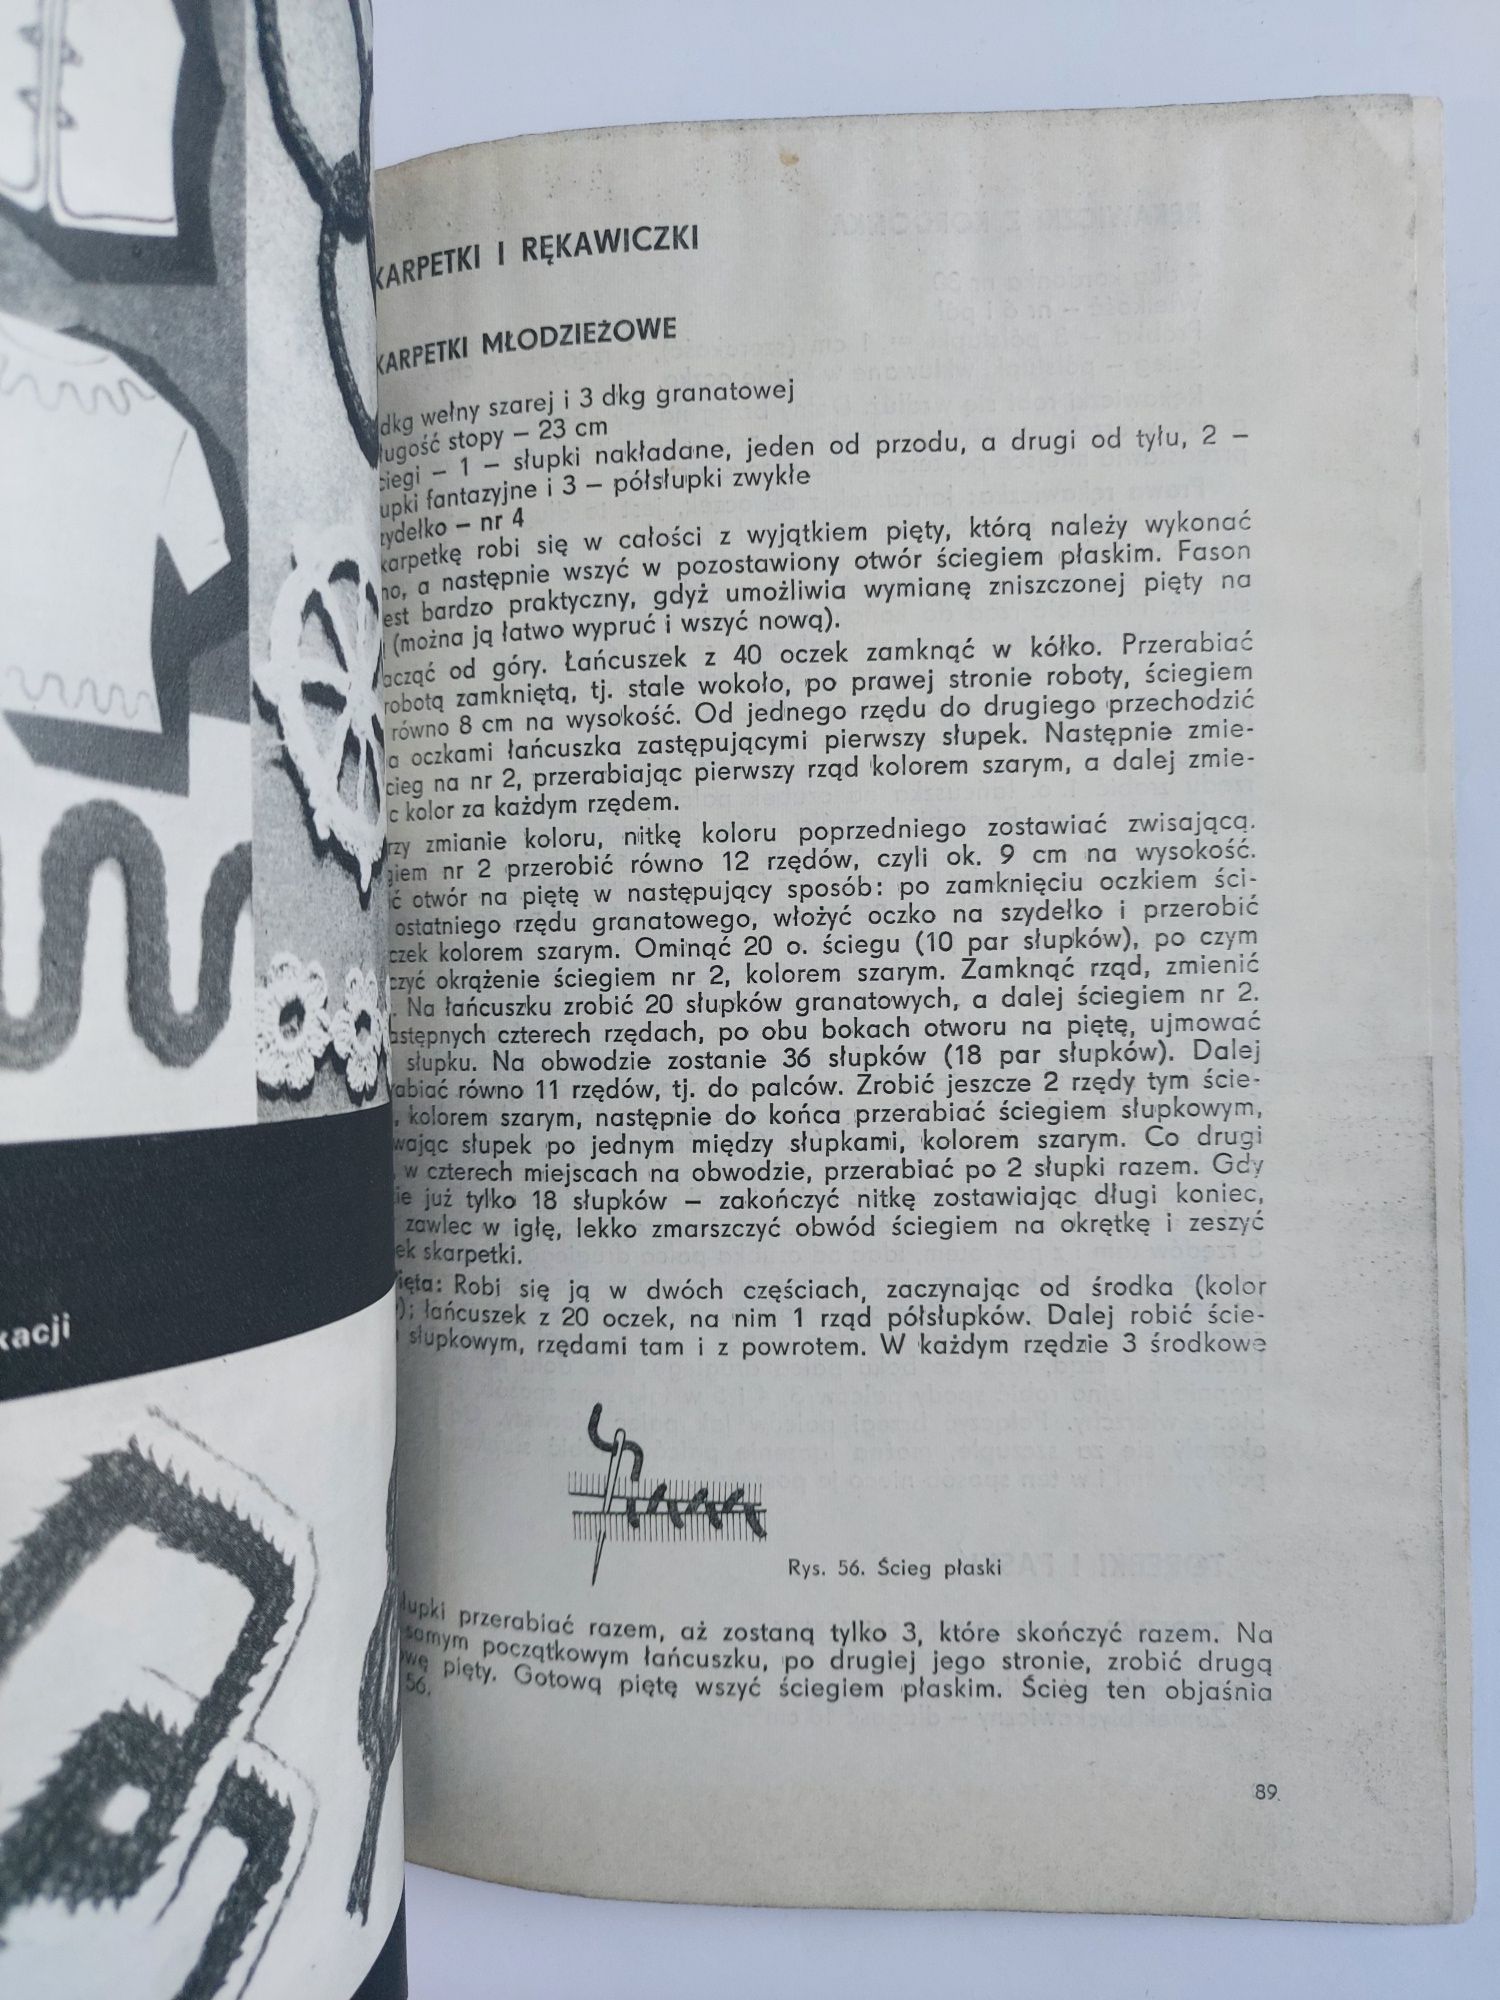 KARPETKI I RĘKAWICZKI
KARPETKI MŁODZIEŻOWE
dkg wełny szarej i 3 dkg granatowej
ługość stopy – 23 cm
ciegi – 1 – słupki nakładane, jeden od przodu, a drugi od tyłu, 2 –
upki fantazyjne i 3 – półsłupki zwykłe
zydełko – nr 4
karpetkę robi się w całości z wyjątkiem pięty, którą należy wykonać
no, a następnie wszyć w pozostawiony otwór ściegiem płaskim. Fason
est bardzo praktyczny, gdyż umożliwia wymianę zniszczonej pięty na
(można ją łatwo wypruć i wszyć nową).
acząć od góry. Łańcuszek z 40 oczek zamknąć w kółko. Przerabiać
robotą zamkniętą, tj. stale wokoło, po prawej stronie roboty, ściegiem
równo 8 cm na wysokość. Od jednego rzędu do drugiego przechodzić
a oczkami łańcuszka zastępującymi pierwszy słupek. Następnie zmie-
cieg na nr 2, przerabiając pierwszy rząd kolorem szarym, a dalej zmie-
c kolor za każdym rzędem.
rzy zmianie koloru, nitkę koloru poprzedniego zostawiać zwisającą.
giem nr 2 przerobić równo 12 rzędów, czyli ok. 9 cm na wysokość.
ć otwór na piętę w następujący sposób: po zamknięciu oczkiem ści-
ostatniego rzędu granatowego, włożyć oczko na szydełko i przerobić
czek kolorem szarym. Ominąć 20 o. ściegu (10 par słupków), po czym
czyć okrążenie ściegiem nr 2, kolorem szarym. Zamknąć rząd, zmienić
. Na łańcuszku zrobić 20 słupków granatowych, a dalej ściegiem nr 2.
astępnych czterech rzędach, po obu bokach otworu na piętę, ujmować
słupku. Na obwodzie zostanie 36 słupków (18 par słupków). Dalej
abiać równo 11 rzędów, tj. do palców. Zrobić jeszcze 2 rzędy tym ście-
, kolorem szarym, następnie do końca przerabiać ściegiem słupkowym,
wając słupek po jednym między słupkami, kolorem szarym. Co drugi
, w czterech miejscach na obwodzie, przerabiać po 2 słupki razem. Gdy
ie już tylko 18 słupków – zakończyć nitkę zostawiając długi koniec,
zawlec w igłę, lekko zmarszczyć obwód ściegiem na okrętkę i zeszyć
ek skarpetki.
ięta: Robi się ją w dwóch częściach, zaczynając od środka (kolor
); łańcuszek z 20 oczek, na nim 1 rząd półsłupków. Dalej robić ście-
słupkowym, rzędami tam i z powrotem. W każdym rzędzie 3 środkowe
Rys. 56. Ścieg płaski
łupki przerabiać razem, aż zostaną tylko 3, które skończyć razem. Na
samym początkowym łańcuszku, po drugiej jego stronie, zrobić drugą
wę pięty. Gotową piętę wszyć ściegiem płaskim. Ścieg ten objaśnia
56.
89
kacji